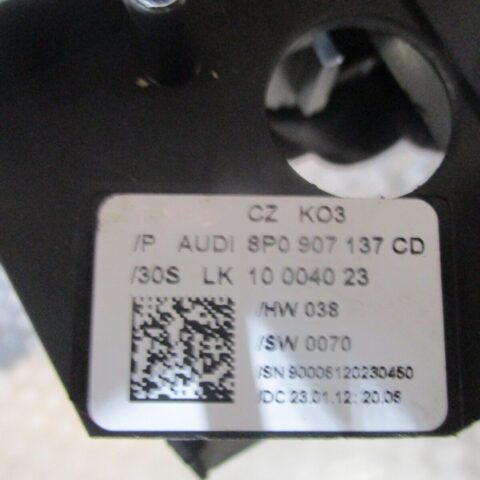 CZ KO3
/P AUDI 8P0 907 137 CD
/30S LK 10 0040 23
/HW 038
/SW 0070
/SN 90006120230450
/DC 23.01.12: 20.05